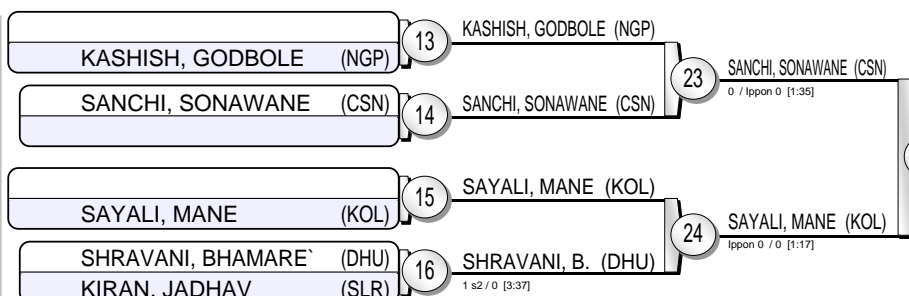 KASHISH, GODBOLE (NGP)
13
KASHISH, GODBOLE (NGP)
SANCHI, SONAWANE (CSN)
14
SANCHI, SONAWANE (CSN)
23
SANCHI, SONAWANE (CSN)
0 / Ippon 0 [1:35]
SAYALI, MANE (KOL)
15
SAYALI, MANE (KOL)
SHRAVANI, BHAMARE` (DHU)
KIRAN, JADHAV (SLR)
16
SHRAVANI, B. (DHU)
1 s2 / 0 [3:37]
24
SAYALI, MANE (KOL)
Ippon 0 / 0 [1:17]